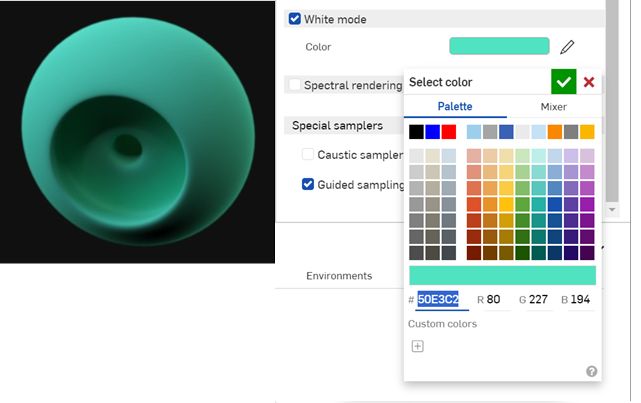 White mode
Color
Spectral rendering
Select color
Palette
Mixer
Special samplers
Caustic sampler
Guided sampling
Environments
# 50E3C2 R 80 G 227 B 194
Custom colors